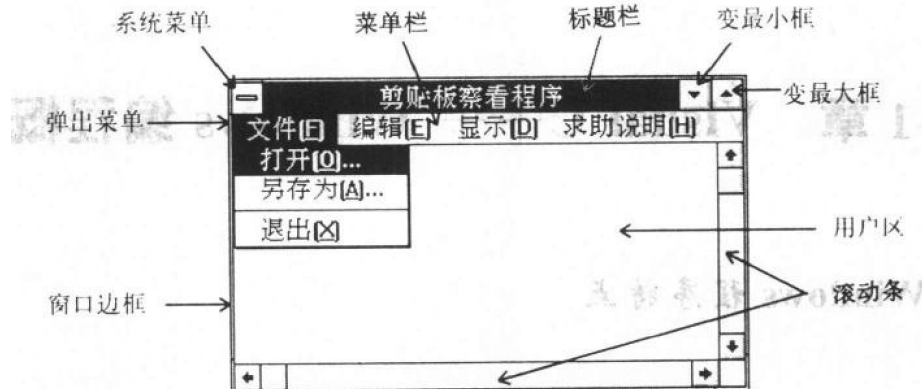 系统菜单 菜单栏 标题栏 变最小框
剪贴板察看程序 变最大框
弹出菜单 文件[F] 编辑[E] 显示[D] 求助说明[H]
打开[O]...
另存为[A]...
退出[X] 用户区
窗口边框 滚动条